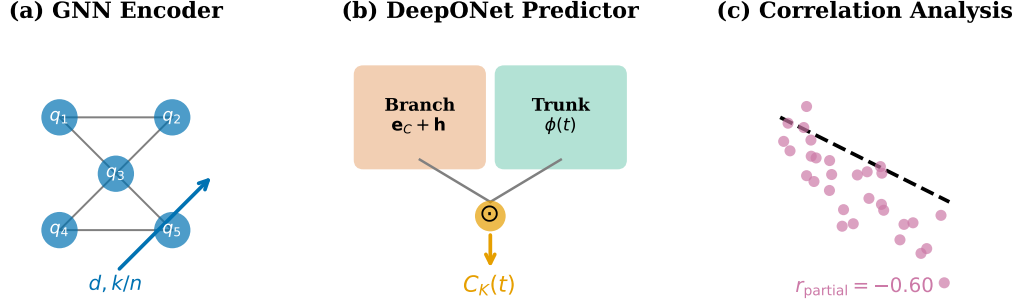 (a) GNN Encoder
q₁
q₂
q₃
q₄
q₅
d, k/n
(b) DeepONet Predictor
Branch
e_C + h
Trunk
ϕ(t)
⊙
C_K(t)
(c) Correlation Analysis
r_partial = −0.60